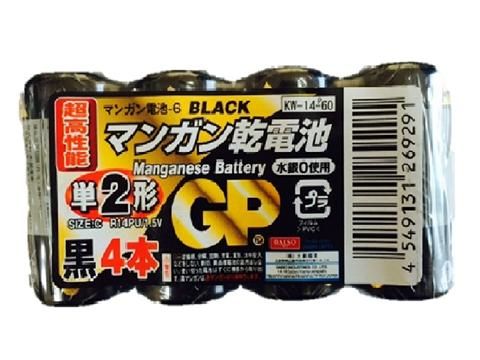 超高性能
マンガン電池-6 BLACK
KW-14-P60
マンガン乾電池
Manganese Battery
水銀0使用
単2形
SIZE:C R14PU/1.5V
GP
プラ
フィルム
>PVC<
黒4本
DAISO
4 549131 269291